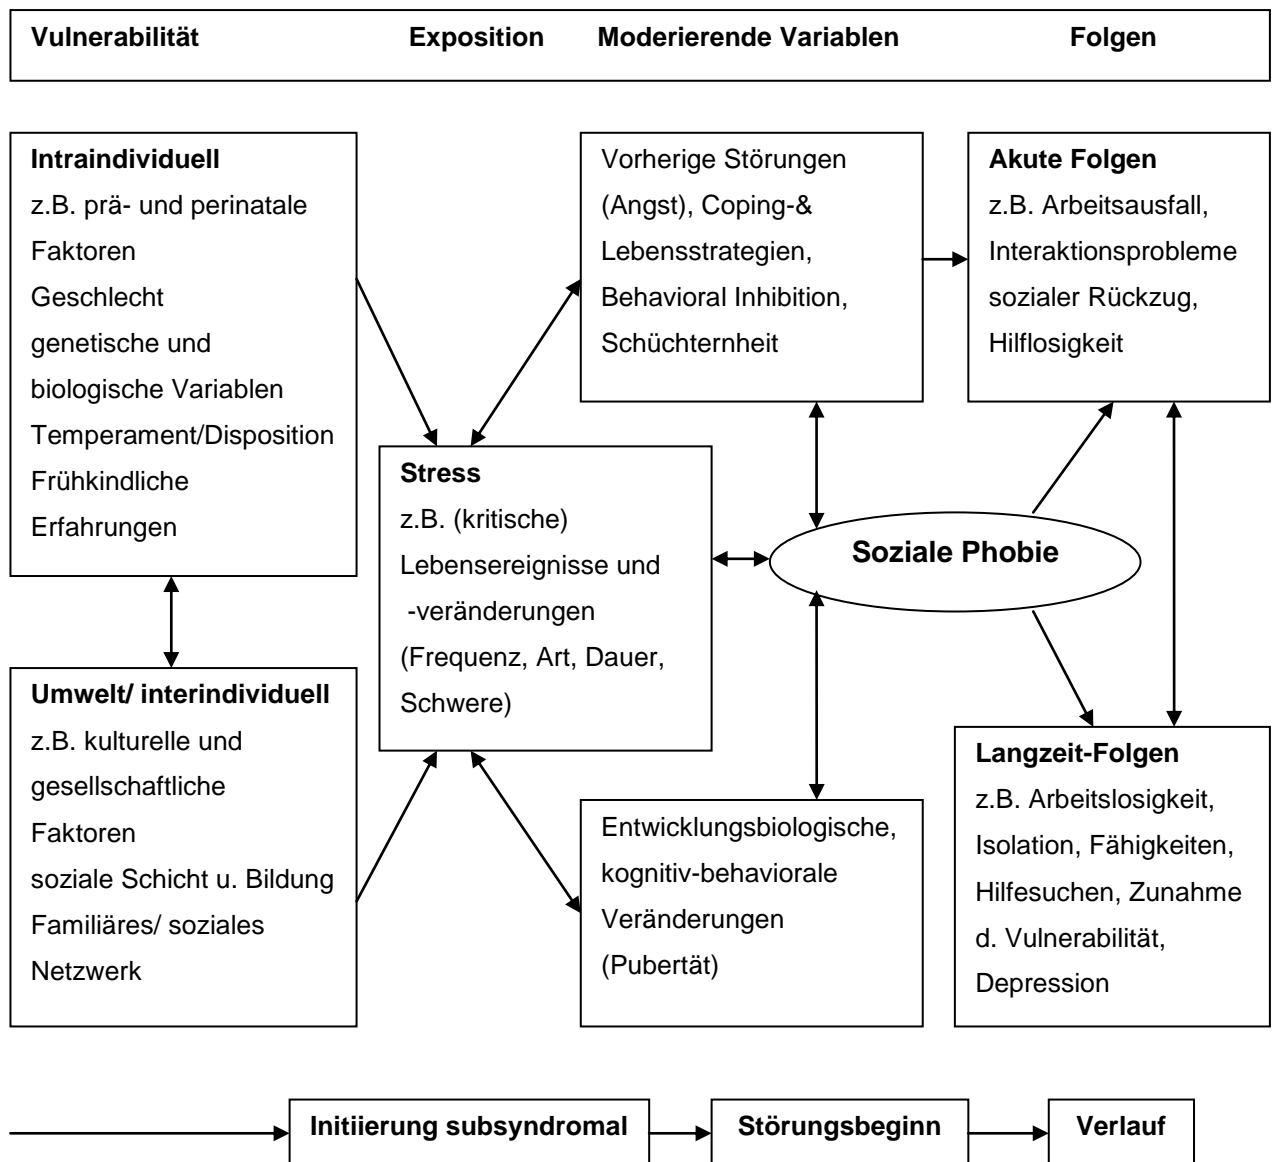 Vulnerabilität Exposition Moderierende Variablen Folgen
Intraindividuell
z.B. prä- und perinatale
Faktoren
Geschlecht
genetische und
biologische Variablen
Temperament/Disposition
Frühkindliche
Erfahrungen
Umwelt/ interindividuell
z.B. kulturelle und
gesellschaftliche
Faktoren
soziale Schicht u. Bildung
Familiäres/ soziales
Netzwerk
Stress
z.B. (kritische)
Lebensereignisse und
-veränderungen
(Frequenz, Art, Dauer,
Schwere)
Vorherige Störungen
(Angst), Coping-&
Lebensstrategien,
Behavioral Inhibition,
Schüchternheit
Soziale Phobie
Entwicklungsbiologische,
kognitiv-behaviorale
Veränderungen
(Pubertät)
Akute Folgen
z.B. Arbeitsausfall,
Interaktionsprobleme
sozialer Rückzug,
Hilflosigkeit
Langzeit-Folgen
z.B. Arbeitslosigkeit,
Isolation, Fähigkeiten,
Hilfesuchen, Zunahme
d. Vulnerabilität,
Depression
Initiierung subsyndromal Störungsbeginn Verlauf